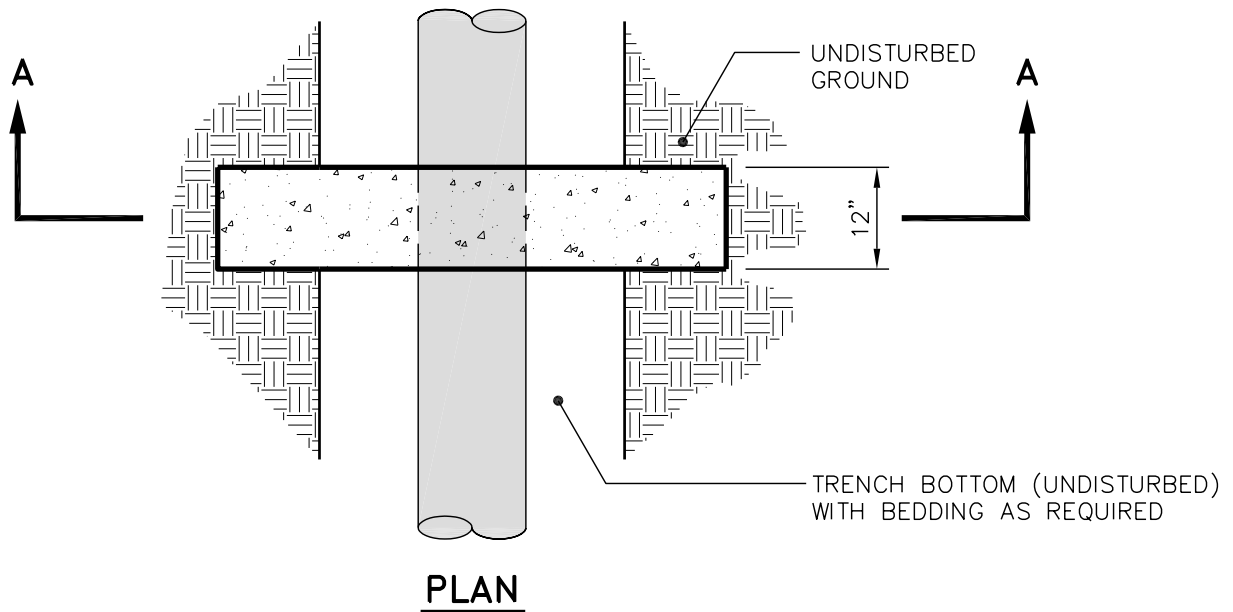 UNDISTURBED
GROUND
A
A
12”
TRENCH BOTTOM (UNDISTURBED)
WITH BEDDING AS REQUIRED
PLAN